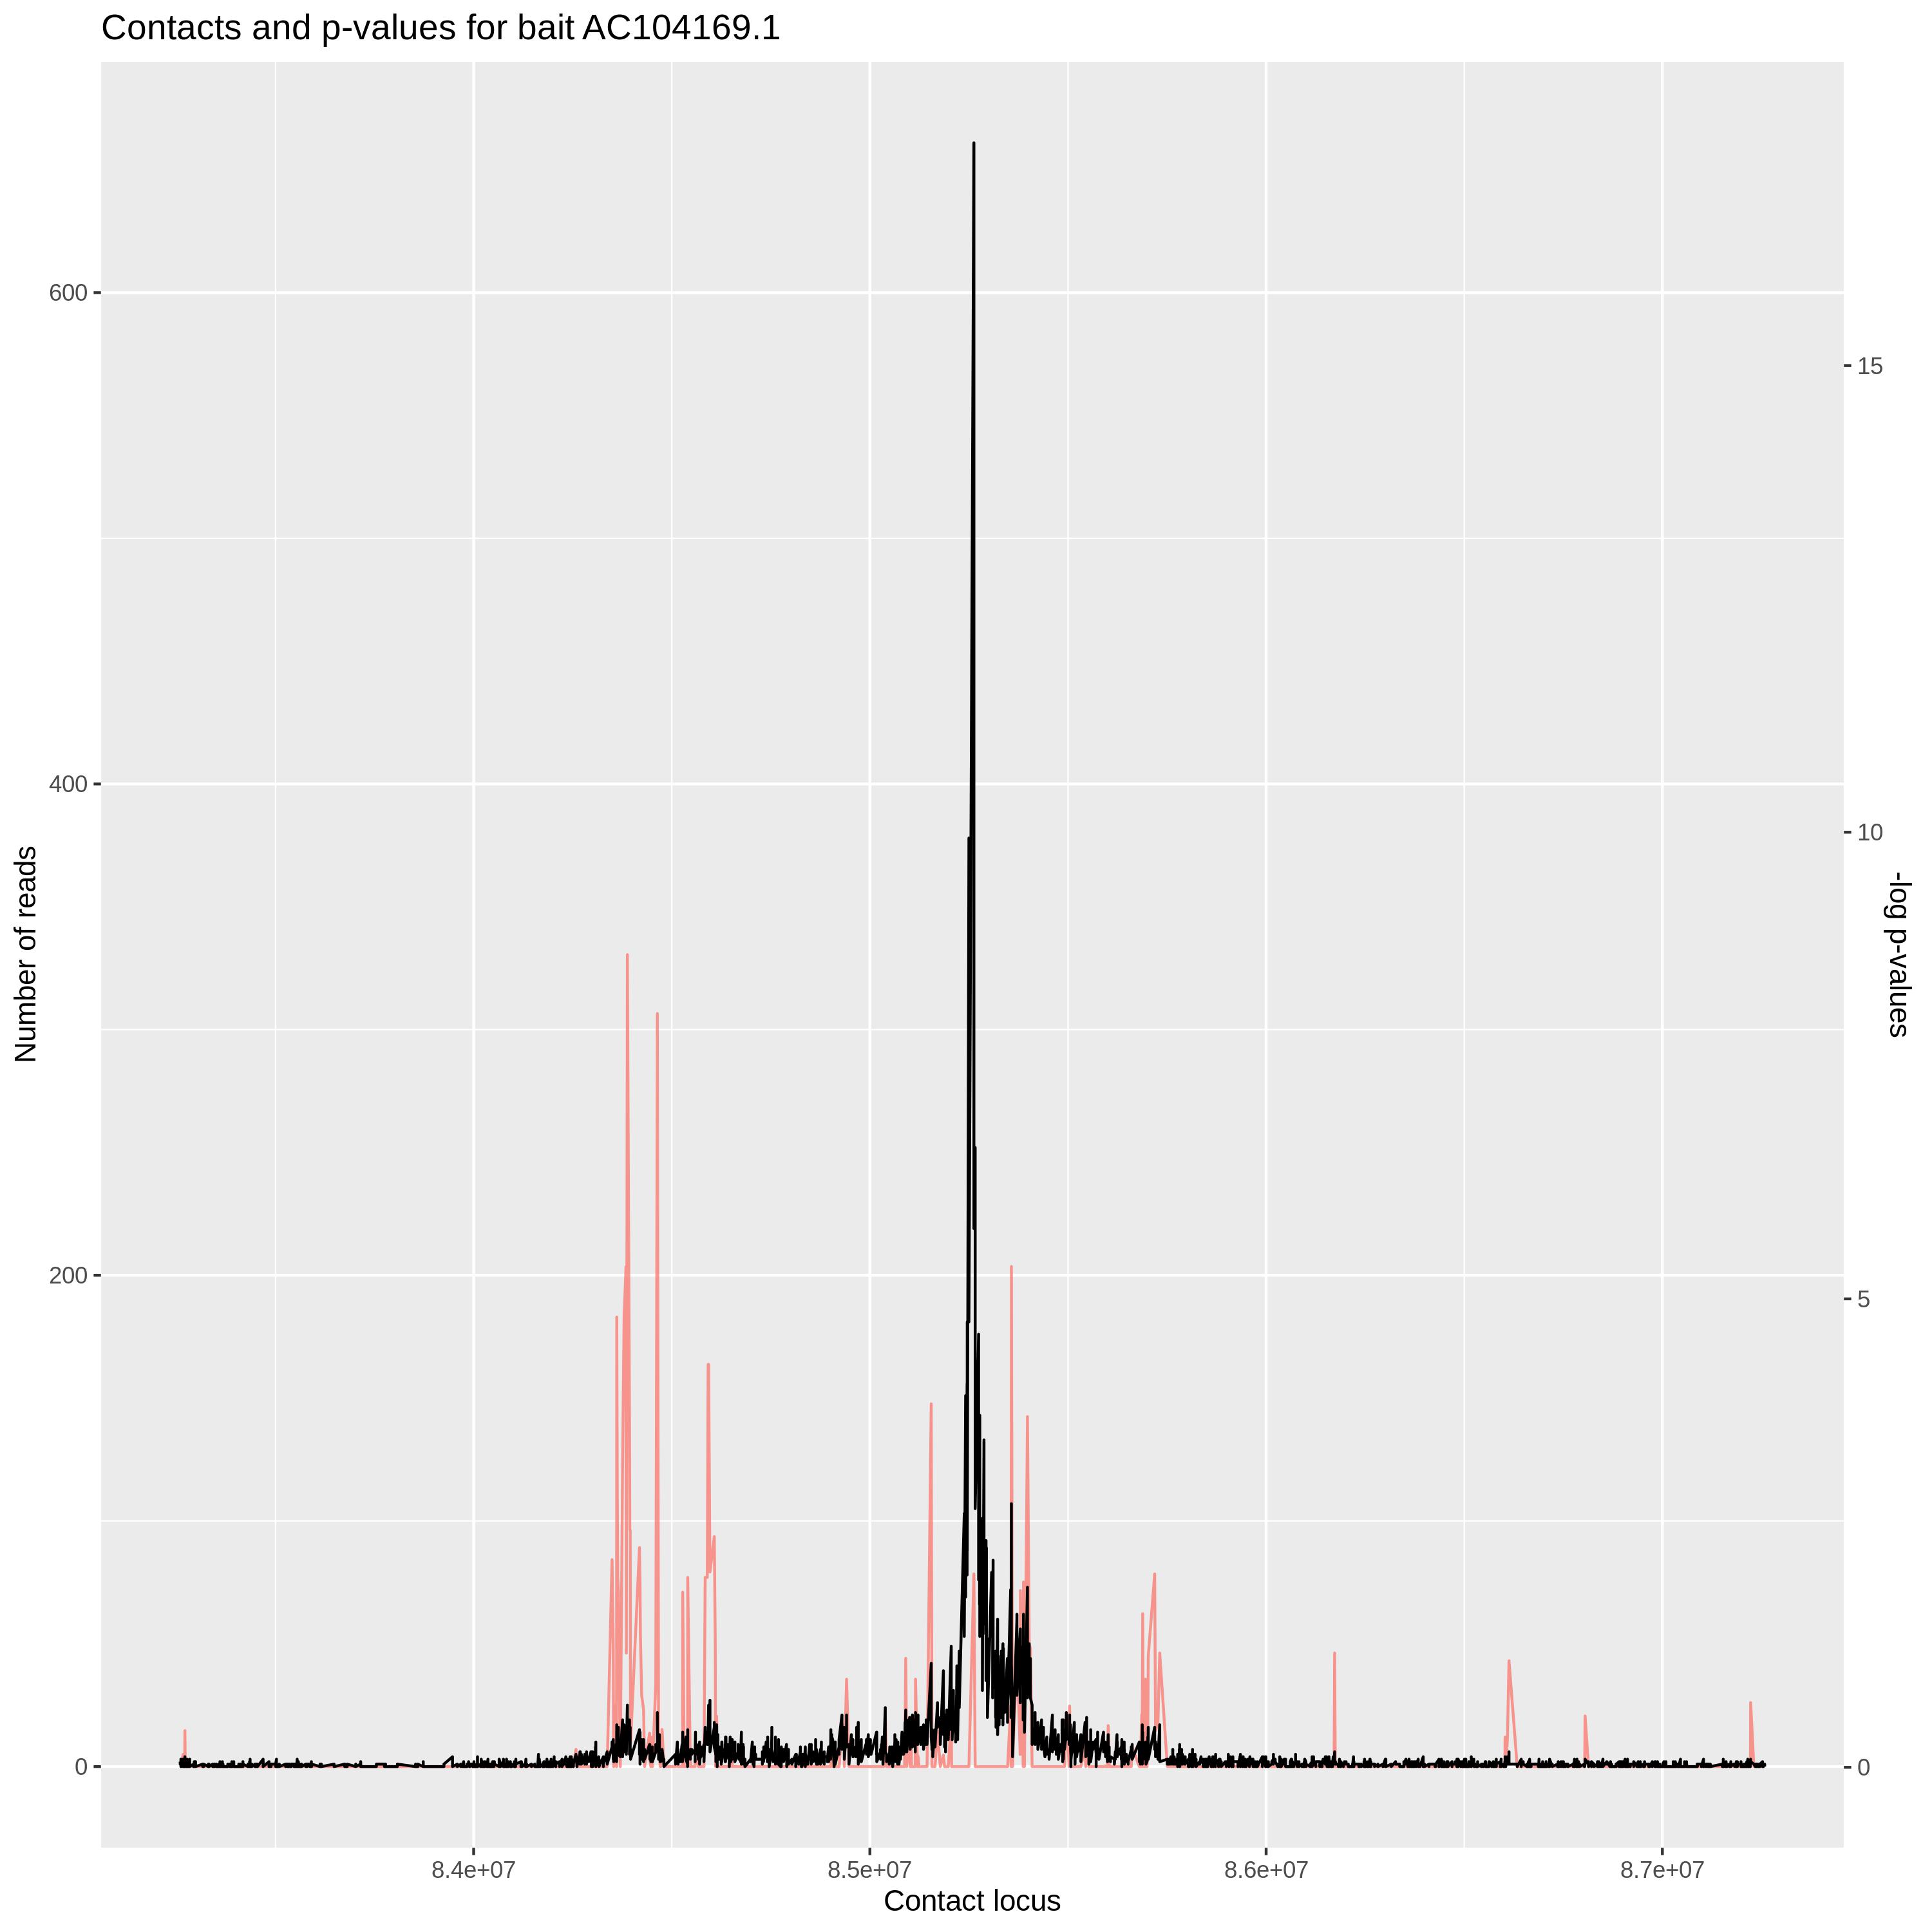 Contacts and p-values for bait AC104169.1
Number of reads
600
400
200
0
15
10
5
0
-log p-values
8.4e+07
8.5e+07
8.6e+07
8.7e+07
Contact locus